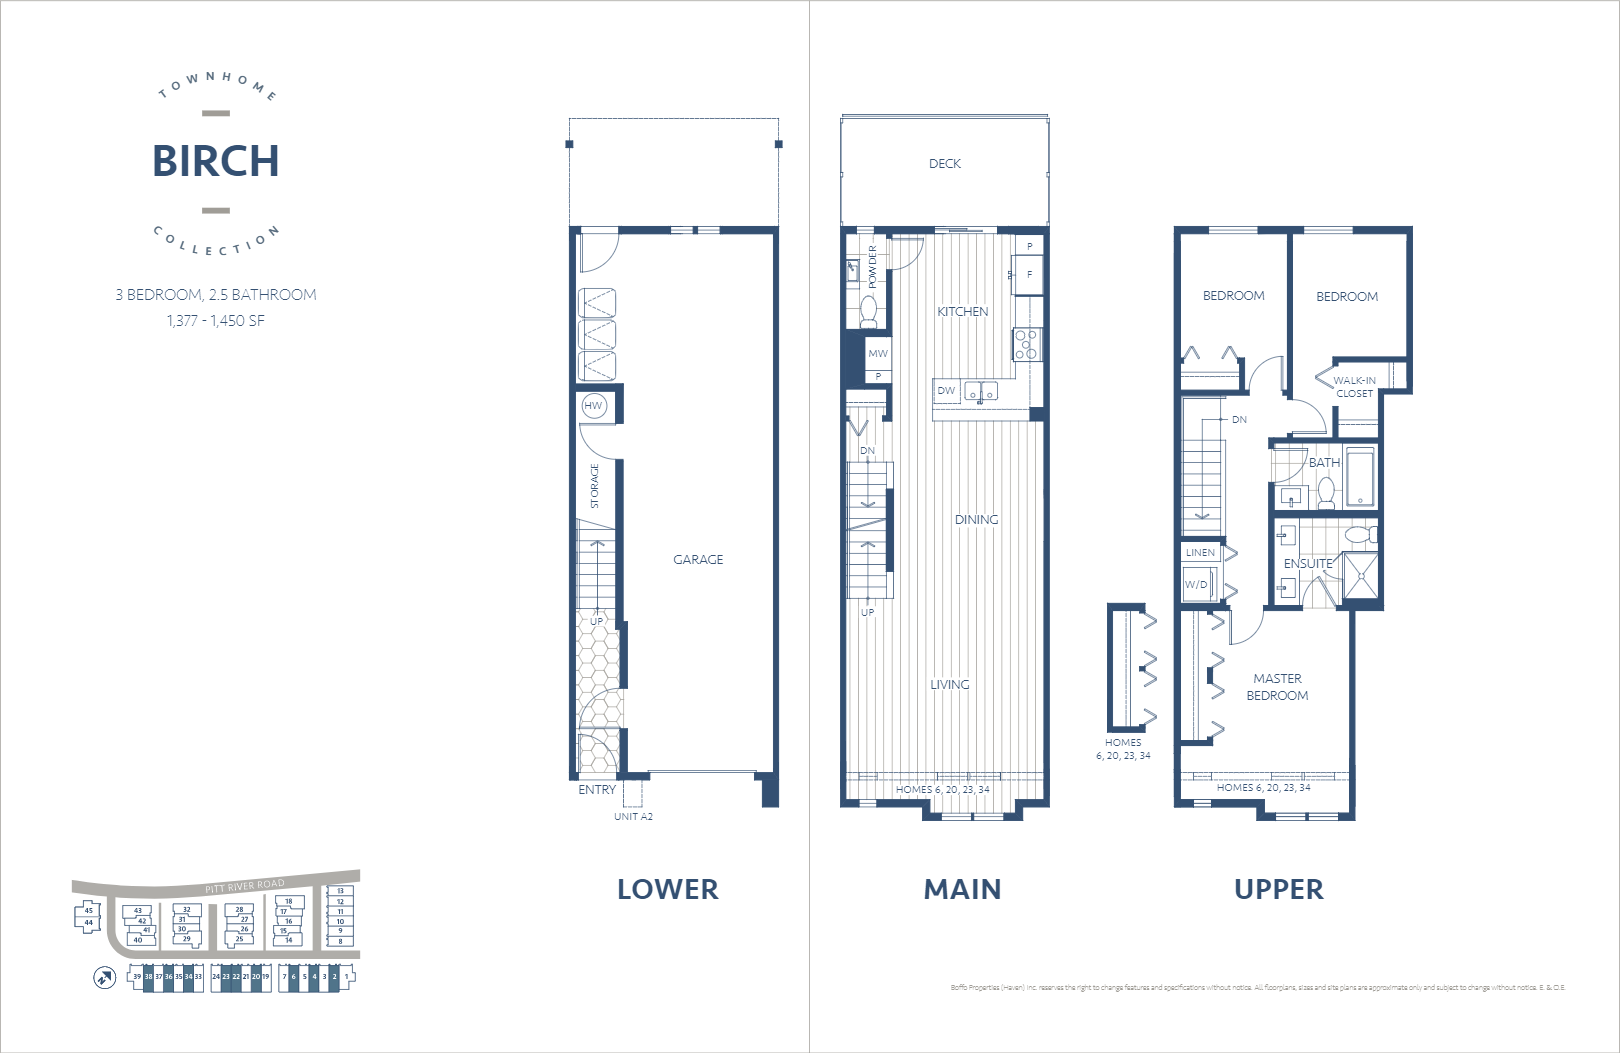 TOWNHOME
BIRCH
COLLECTION
3 BEDROOM, 2.5 BATHROOM
1,377 - 1,450 SF
HW
STORAGE
GARAGE
UP
ENTRY
UNIT A2
LOWER
DECK
POWDER
P
F
KITCHEN
MW
P
DW
DN
DINING
UP
LIVING
HOMES 6, 20, 23, 34
MAIN
HOMES
6, 20, 23, 34
BEDROOM
BEDROOM
WALK-IN
CLOSET
DN
BATH
LINEN
ENSUITE
W/D
MASTER
BEDROOM
HOMES 6, 20, 23, 34
UPPER
PITT RIVER ROAD
45
44
43
42
41
40
32
31
30
29
28
27
26
25
18
17
16
15
14
13
12
11
10
9
8
N
39 38 37 36 35 34 33
24 23 22 21 20 19
7 6 5 4 3 2 1
Boffo Properties (Haven) Inc. reserves the right to change features and specifications without notice. All floorplans, sizes and site plans are approximate only and subject to change without notice. E. & O.E.